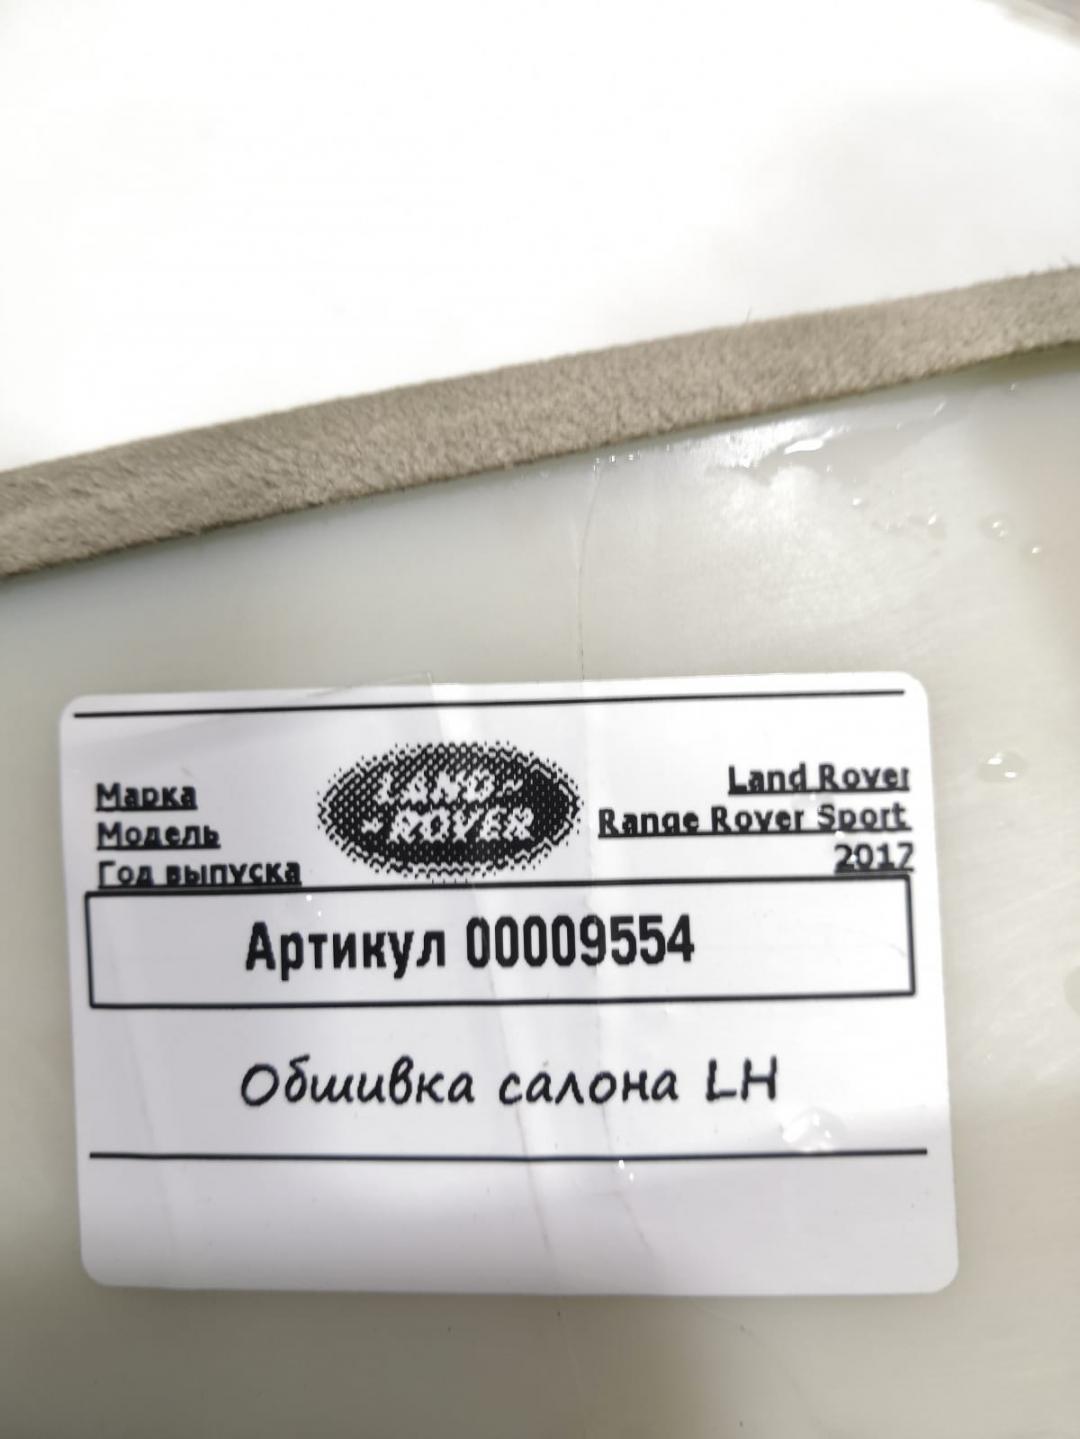 Марка LAND- Land Rover
Модель -ROVER Range Rover Sport
Год выпуска 2017
Артикул 00009554
Обшивка салона LH